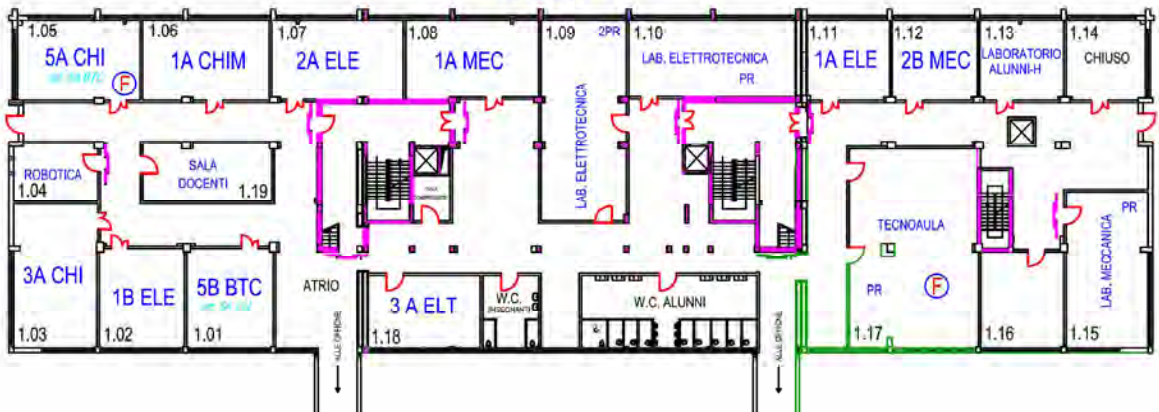 1.05
5A CHI
F
1.06
1A CHIM
1.07
2A ELE
1.08
1A MEC
1.09
LAB. ELETTROTECNICA
2PR
1.10
LAB. ELETTROTECNICA
PR
1.11
1A ELE
1.12
2B MEC
1.13
LABORATORIO
ALUNNI-H
1.14
CHIUSO
ROBOTICA
1.04
SALA
DOCENTI
1.19
3A CHI
1.03
1B ELE
1.02
5B BTC
1.01
ATRIO
ALLE OFFICINE
3 A ELT
1.18
W.C.
W.C. ALUNNI
ALLE OFFICINE
TECNOAULA
PR
F
1.17
1.16
PR
LAB. MECCANICA
1.15